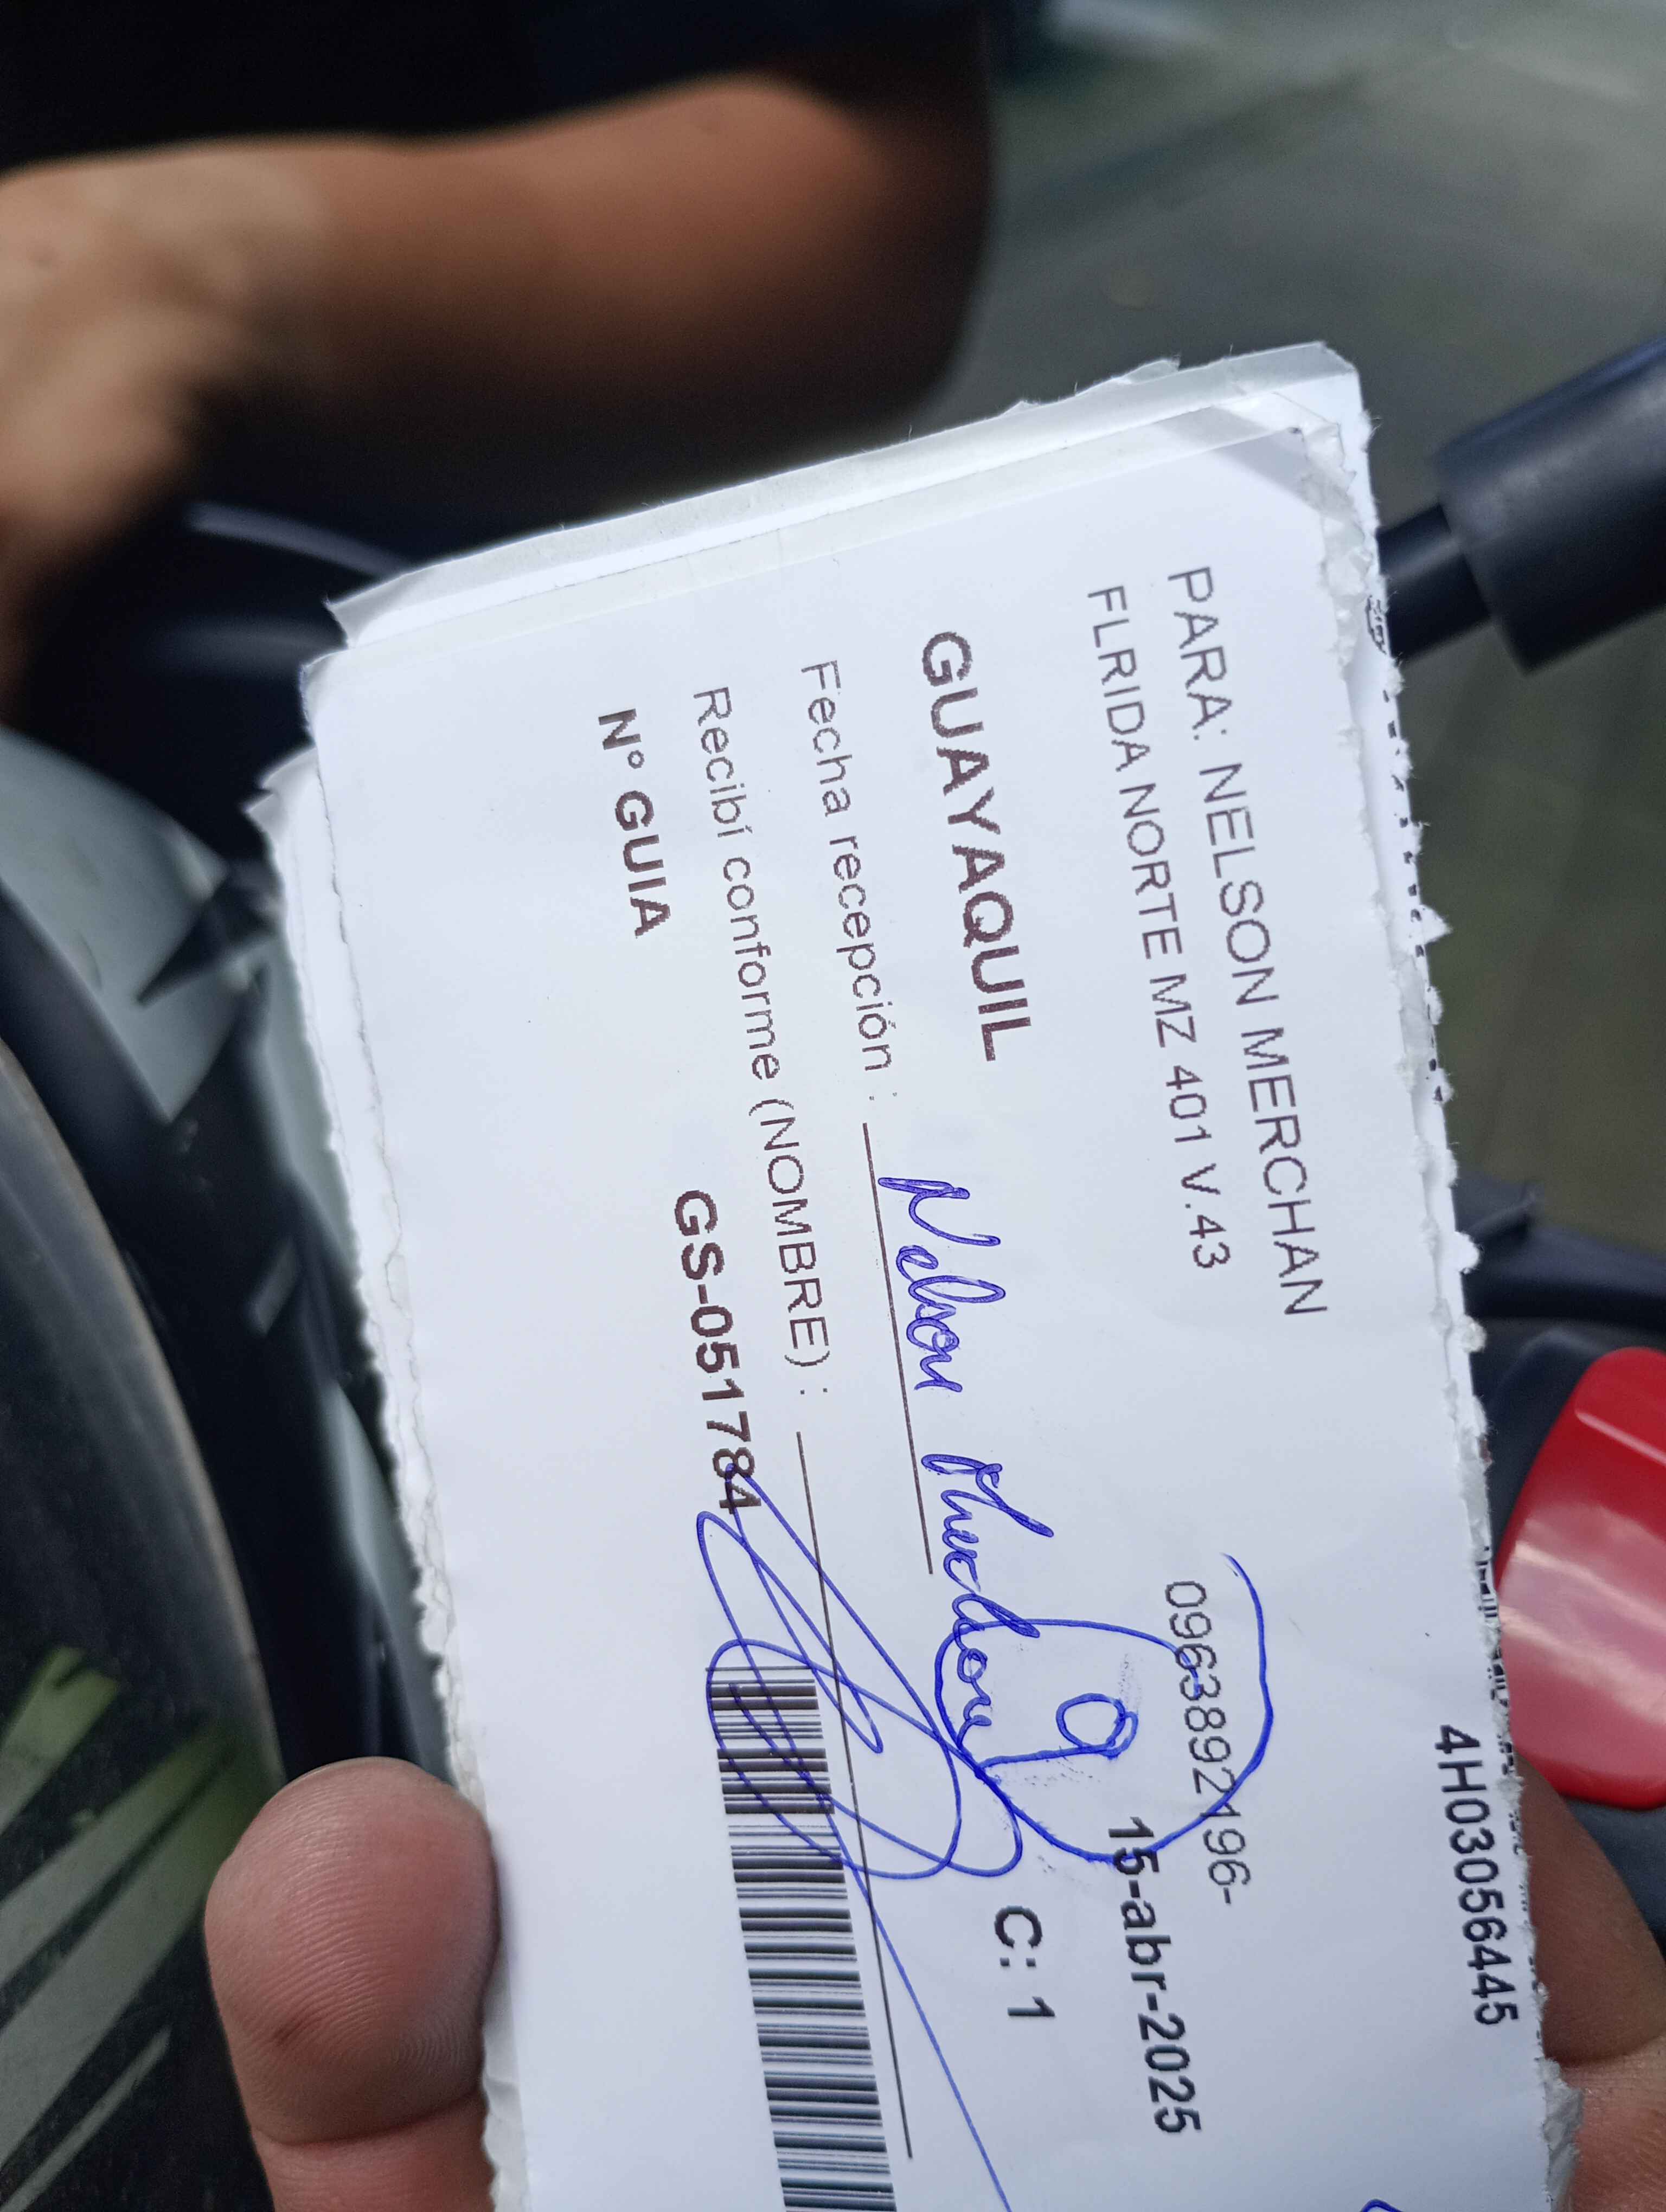 4H03056445
PARA: NELSON MERCHAN
FLRIDA NORTE MZ 401 V.43 0963892196-
15-abr-2025
GUAYAQUIL C: 1
Fecha recepción : Nelson Merchan
Recibí conforme (NOMBRE) :
Nº GUIA GS-051784